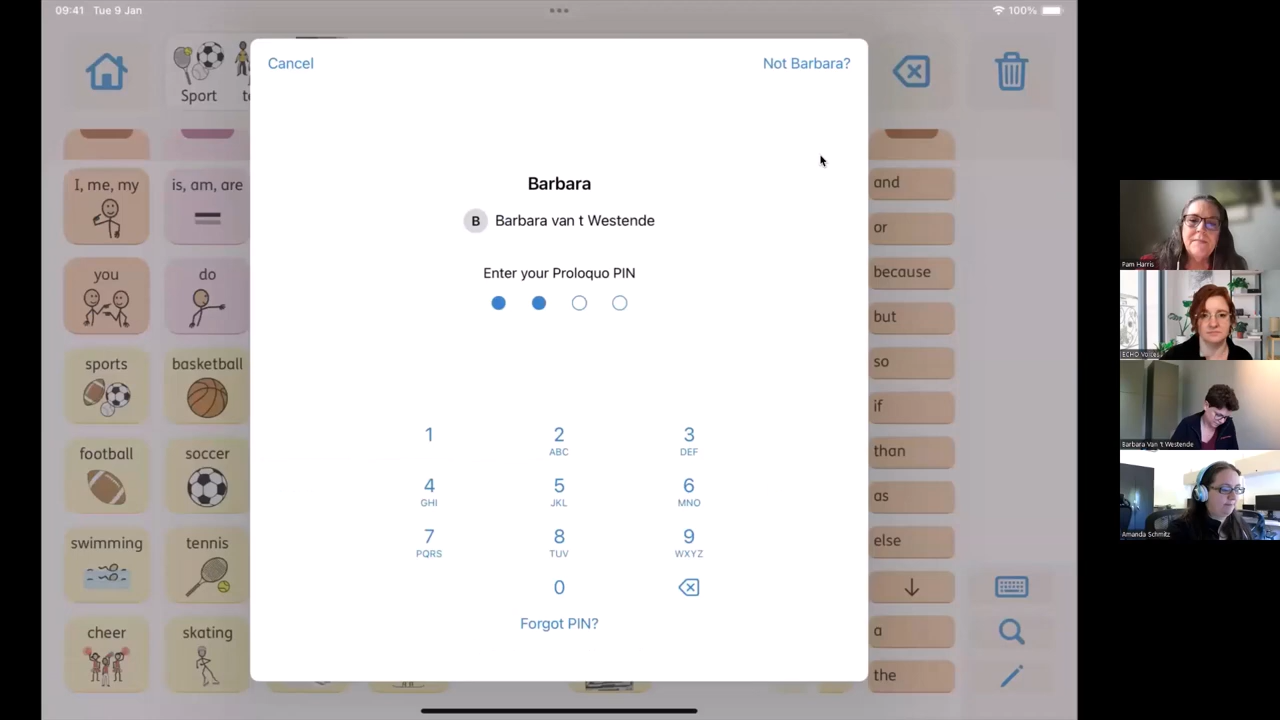 09:41 Tue 9 Jan
100%
Cancel
Not Barbara?
Sport
Barbara
B Barbara van t Westende
Enter your Proloquo PIN
1
2
ABC
3
DEF
4
GHI
5
JKL
6
MNO
7
PQRS
8
TUV
9
WXYZ
0
Forgot PIN?
I, me, my
is, am, are
you
do
sports
basketball
football
soccer
swimming
tennis
cheer
skating
and
or
because
but
so
if
than
as
else
a
the
Pam Harris
ECHO Voices
Barbara Van 't Westende
Amanda Schmitz